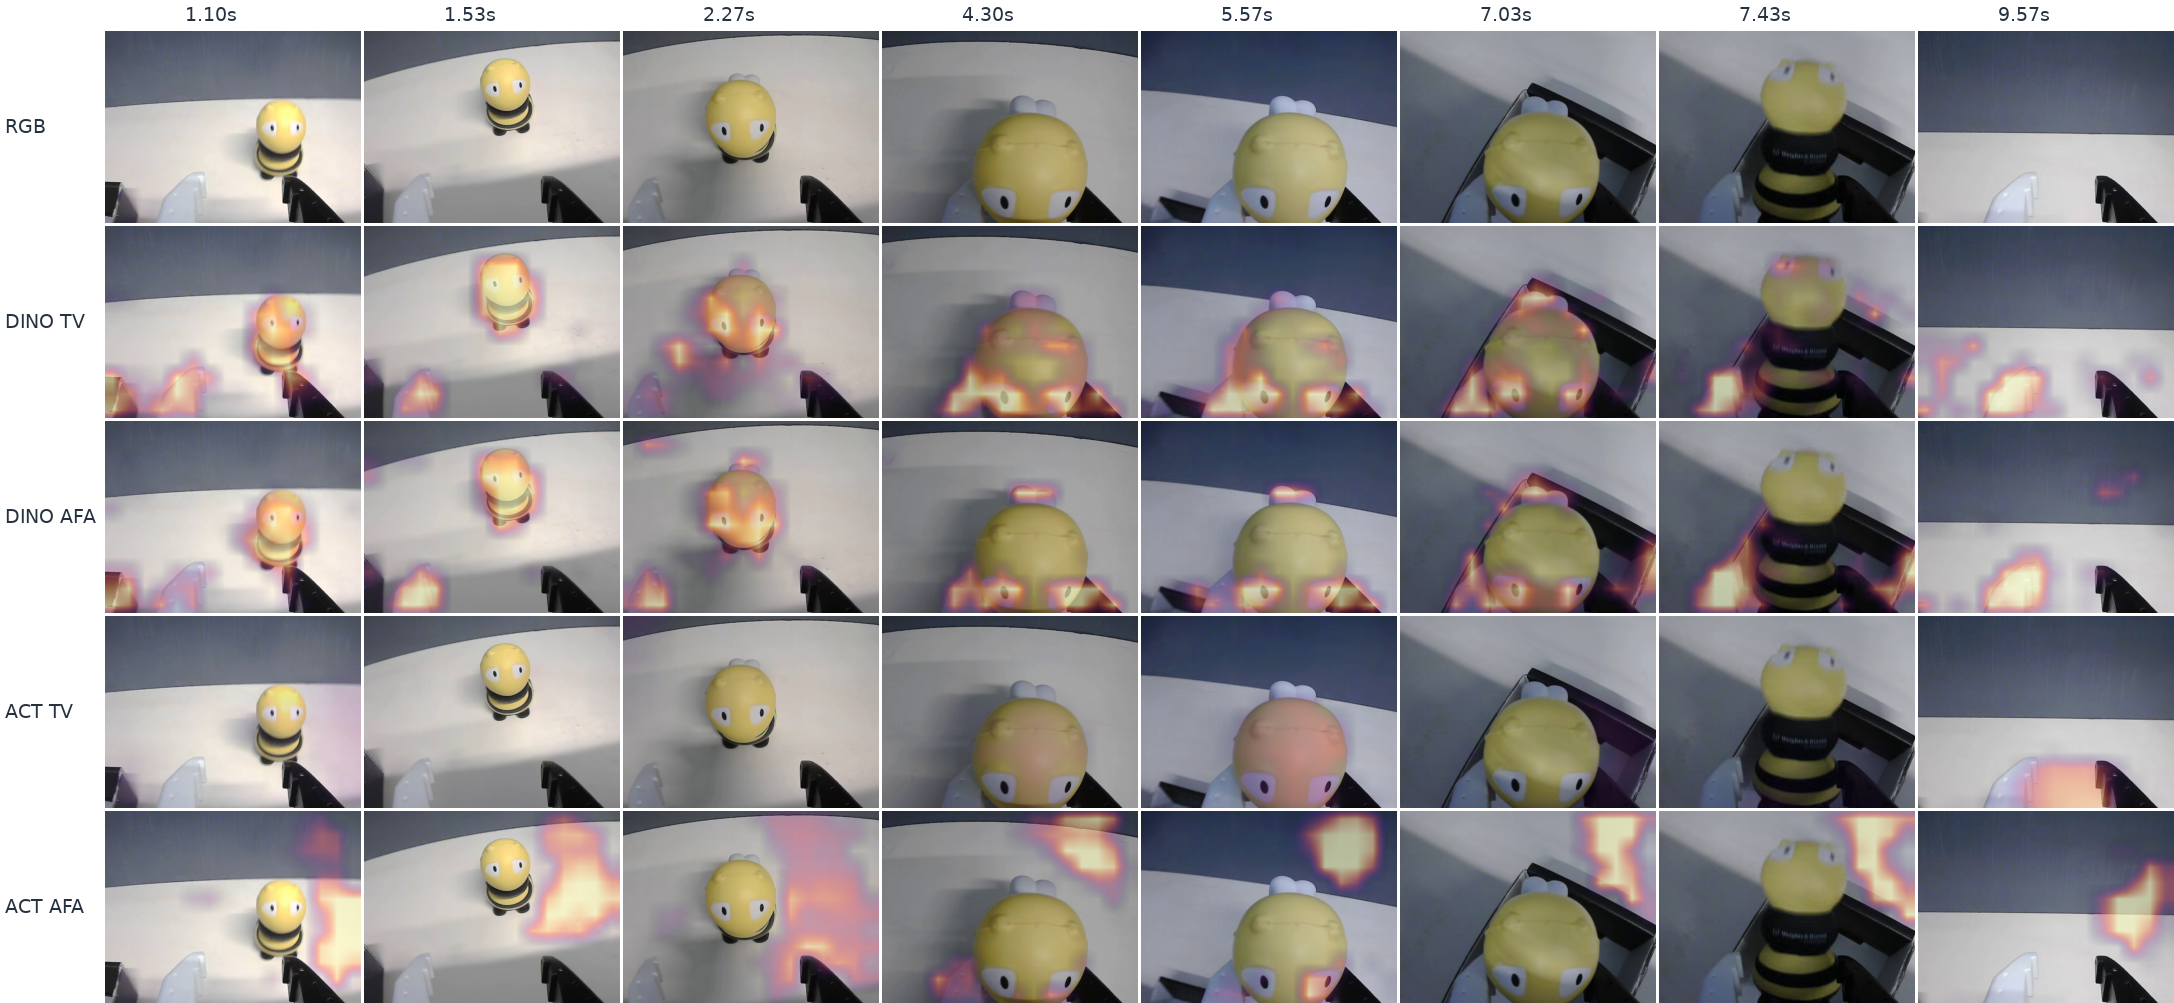 1.10s 1.53s 2.27s 4.30s 5.57s 7.03s 7.43s 9.57s
RGB
DINO TV
DINO AFA
ACT TV
ACT AFA